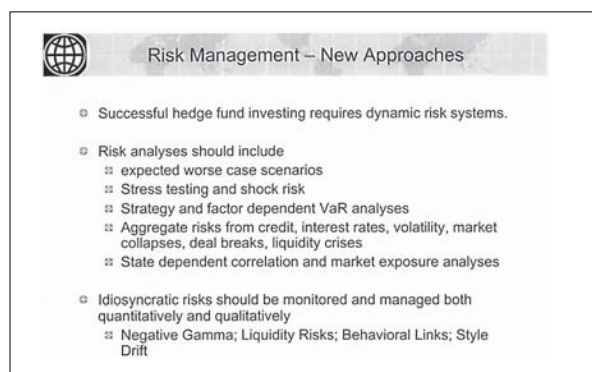 Risk Management – New Approaches
Successful hedge fund investing requires dynamic risk systems.
Risk analyses should include
expected worse case scenarios
Stress testing and shock risk
Strategy and factor dependent VaR analyses
Aggregate risks from credit, interest rates, volatility, market
collapses, deal breaks, liquidity crises
State dependent correlation and market exposure analyses
Idiosyncratic risks should be monitored and managed both
quantitatively and qualitatively
Negative Gamma; Liquidity Risks; Behavioral Links; Style
Drift